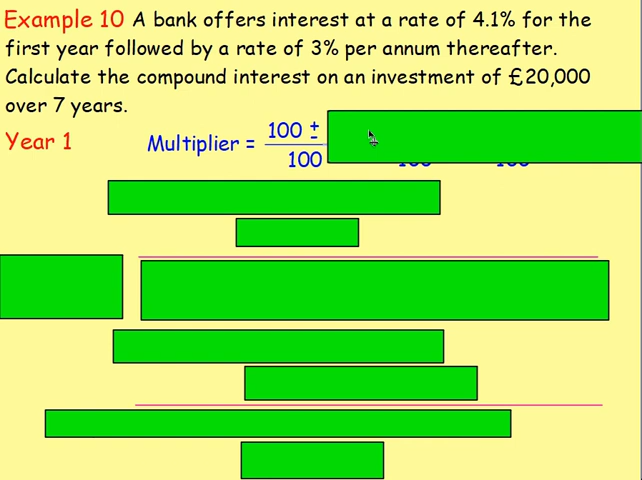 Example 10 A bank offers interest at a rate of 4.1% for the
first year followed by a rate of 3% per annum thereafter.
Calculate the compound interest on an investment of £20,000
over 7 years.
Year 1 Multiplier = 100 ±
100